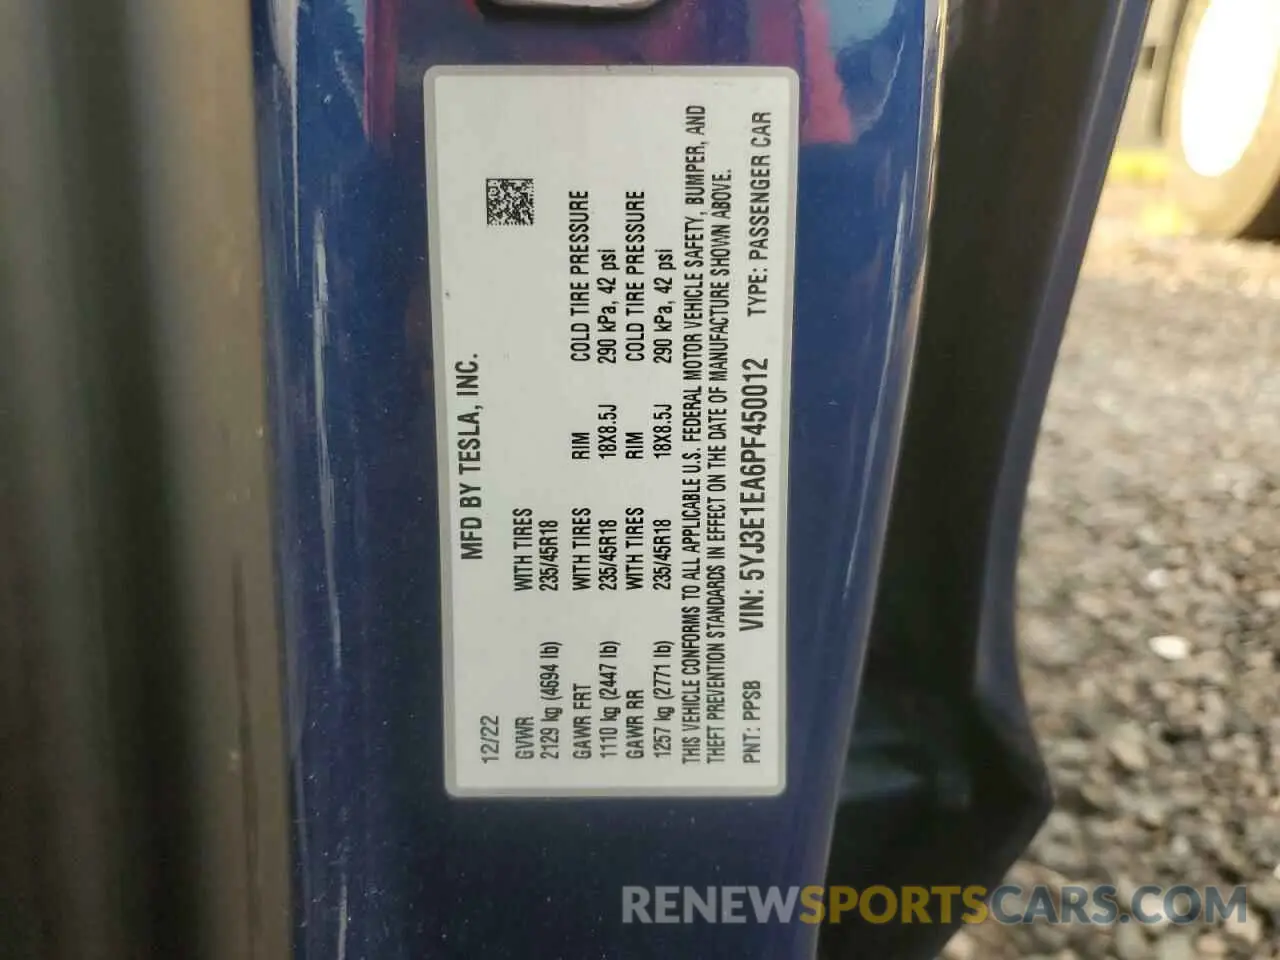 MFD BY TESLA, INC.
12/22
GVWR WITH TIRES
2129 kg (4694 lb) 235/45R18
GAWR FRT WITH TIRES RIM COLD TIRE PRESSURE
1110 kg (2447 lb) 235/45R18 18X8.5J 290 kPa, 42 psi
GAWR RR WITH TIRES RIM COLD TIRE PRESSURE
1257 kg (2771 lb) 235/45R18 18X8.5J 290 kPa, 42 psi
THIS VEHICLE CONFORMS TO ALL APPLICABLE U.S. FEDERAL MOTOR VEHICLE SAFETY, BUMPER, AND
THEFT PREVENTION STANDARDS IN EFFECT ON THE DATE OF MANUFACTURE SHOWN ABOVE.
PNT: PPSB VIN: 5YJ3E1EA6PF450012 TYPE: PASSENGER CAR
RENEWSPORTSCARS.COM